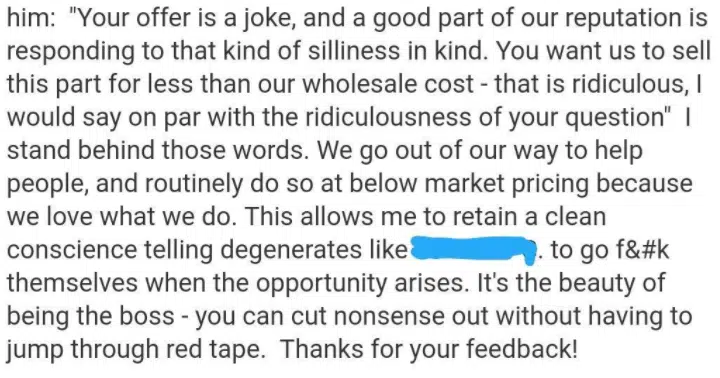 him:  "Your offer is a joke, and a good part of our reputation is
responding to that kind of silliness in kind. You want us to sell
this part for less than our wholesale cost - that is ridiculous, I
would say on par with the ridiculousness of your question"  I
stand behind those words. We go out of our way to help
people, and routinely do so at below market pricing because
we love what we do. This allows me to retain a clean
conscience telling degenerates like . to go f&#k
themselves when the opportunity arises. It's the beauty of
being the boss - you can cut nonsense out without having to
jump through red tape.  Thanks for your feedback!